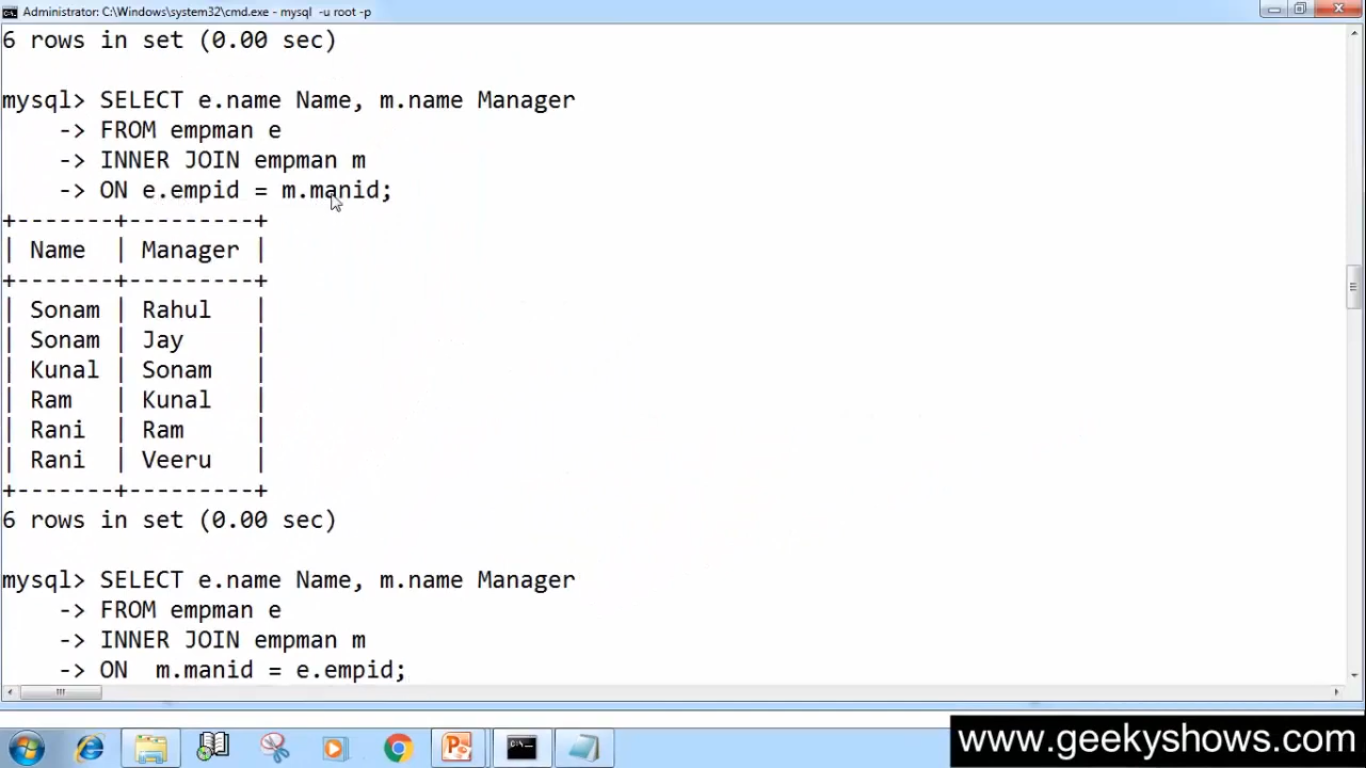 Administrator: C:\Windows\system32\cmd.exe - mysql -u root -p
6 rows in set (0.00 sec)
mysql> SELECT e.name Name, m.name Manager
    -> FROM empman e
    -> INNER JOIN empman m
    -> ON e.empid = m.manid;
+-------+---------+
| Name  | Manager |
+-------+---------+
| Sonam | Rahul   |
| Sonam | Jay     |
| Kunal | Sonam   |
| Ram   | Kunal   |
| Rani  | Ram     |
| Rani  | Veeru   |
+-------+---------+
6 rows in set (0.00 sec)
mysql> SELECT e.name Name, m.name Manager
    -> FROM empman e
    -> INNER JOIN empman m
    -> ON  m.manid = e.empid;
www.geekyshows.com